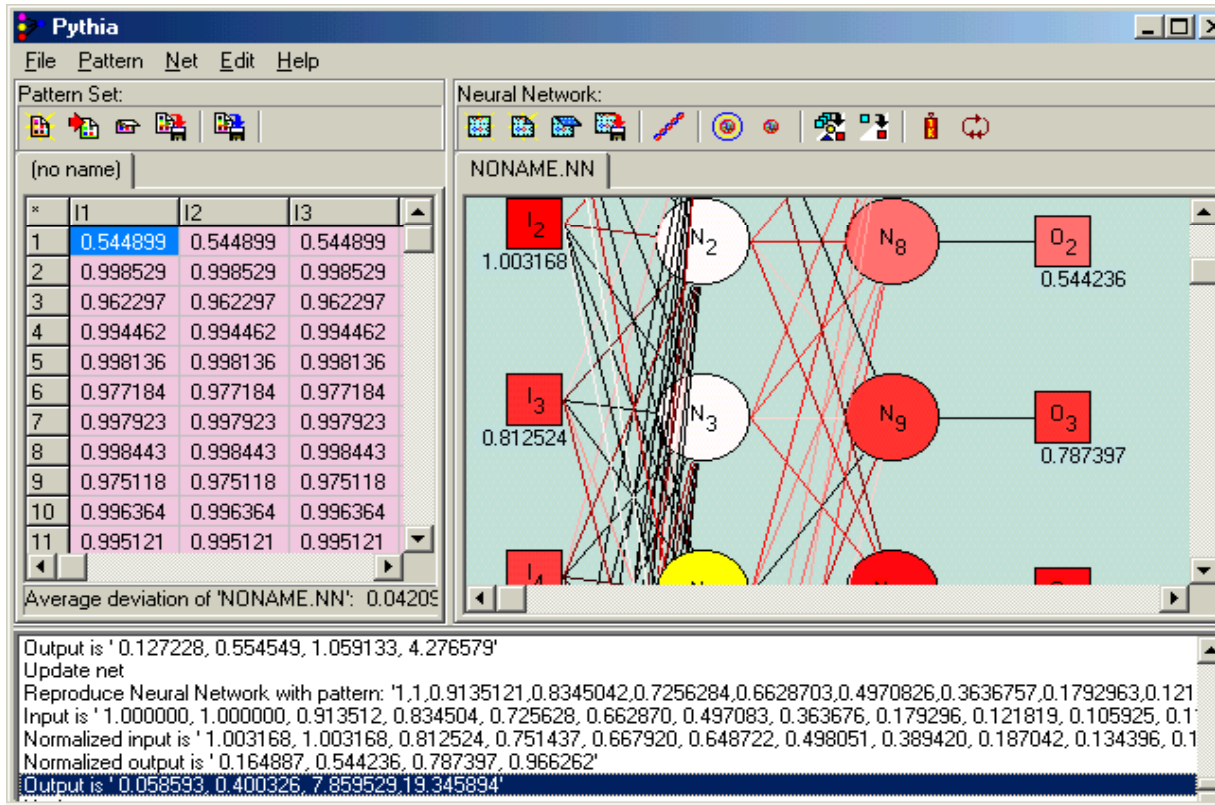 Pythia
File Pattern Net Edit Help
Pattern Set:
Neural Network:
(no name)
NONAME.NN
* I1 I2 I3
1 0.544899 0.544899 0.544899
2 0.998529 0.998529 0.998529
3 0.962297 0.962297 0.962297
4 0.994462 0.994462 0.994462
5 0.998136 0.998136 0.998136
6 0.977184 0.977184 0.977184
7 0.997923 0.997923 0.997923
8 0.998443 0.998443 0.998443
9 0.975118 0.975118 0.975118
10 0.996364 0.996364 0.996364
11 0.995121 0.995121 0.995121
Average deviation of 'NONAME.NN': 0.04209
I2 N2 N8 O2
1.003168 0.544236
I3 N3 N9 O3
0.812524 0.787397
I4
Output is ' 0.127228, 0.554549, 1.059133, 4.276579'
Update net
Reproduce Neural Network with pattern: '1,1,0.9135121,0.8345042,0.7256284,0.6628703,0.4970826,0.3636757,0.1792963,0.121
Input is ' 1.000000, 1.000000, 0.913512, 0.834504, 0.725628, 0.662870, 0.497083, 0.363676, 0.179296, 0.121819, 0.105925, 0.1
Normalized input is ' 1.003168, 1.003168, 0.812524, 0.751437, 0.667920, 0.648722, 0.498051, 0.389420, 0.187042, 0.134396, 0.1
Normalized output is ' 0.164887, 0.544236, 0.787397, 0.966262'
Output is ' 0.058593, 0.400326, 7.859529,19.345894'